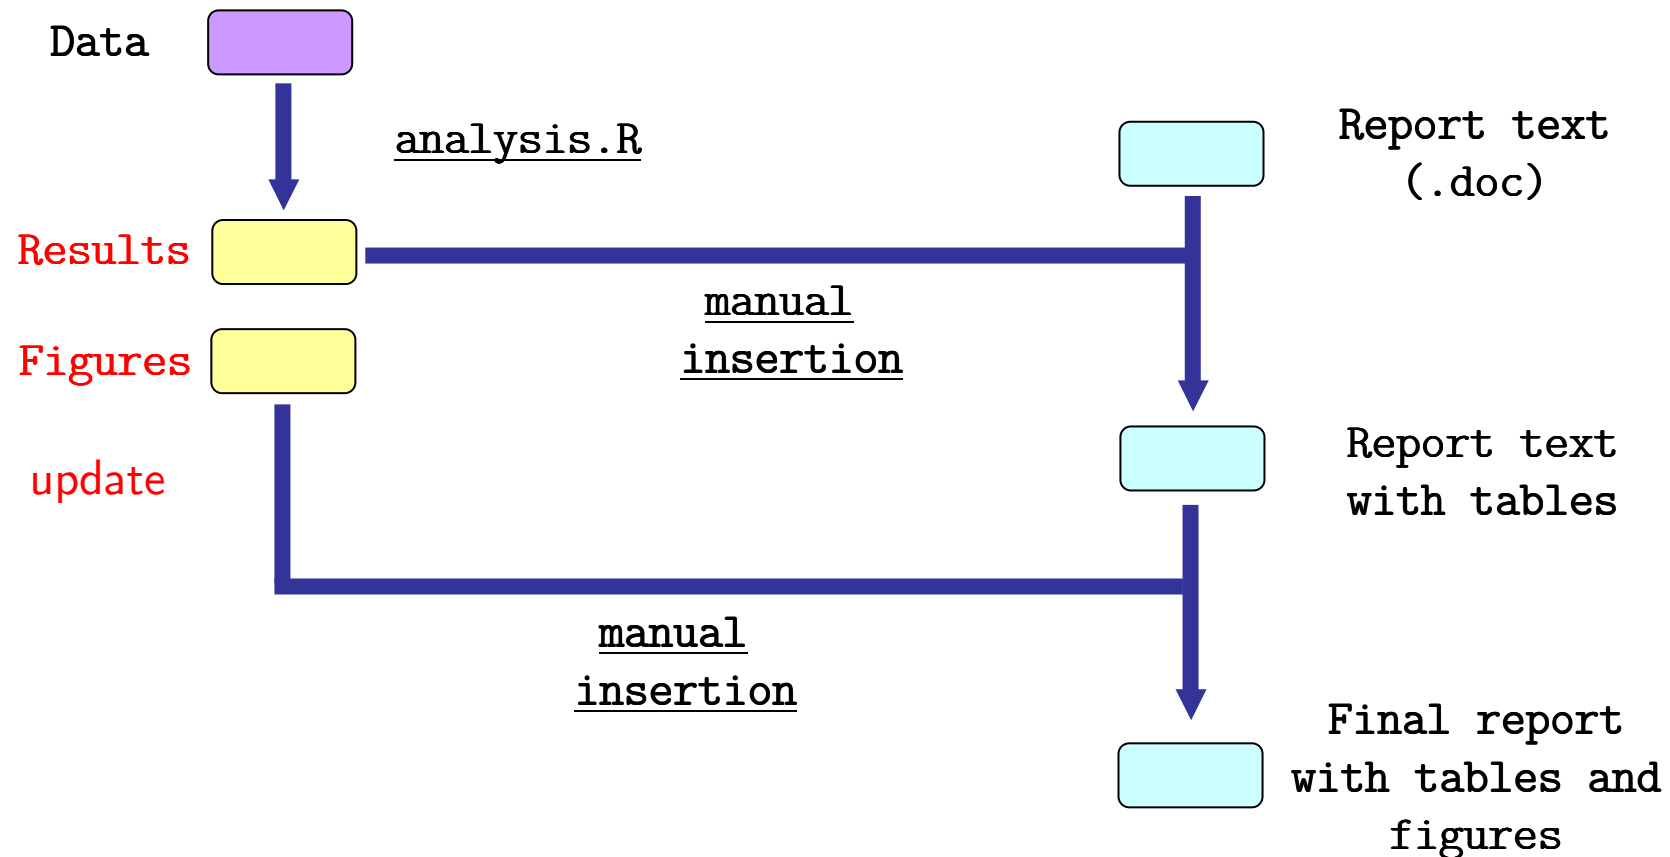 Data
analysis.R
Report text
(.doc)
Results
manual
insertion
Figures
Report text
with tables
update
manual
insertion
Final report
with tables and
figures